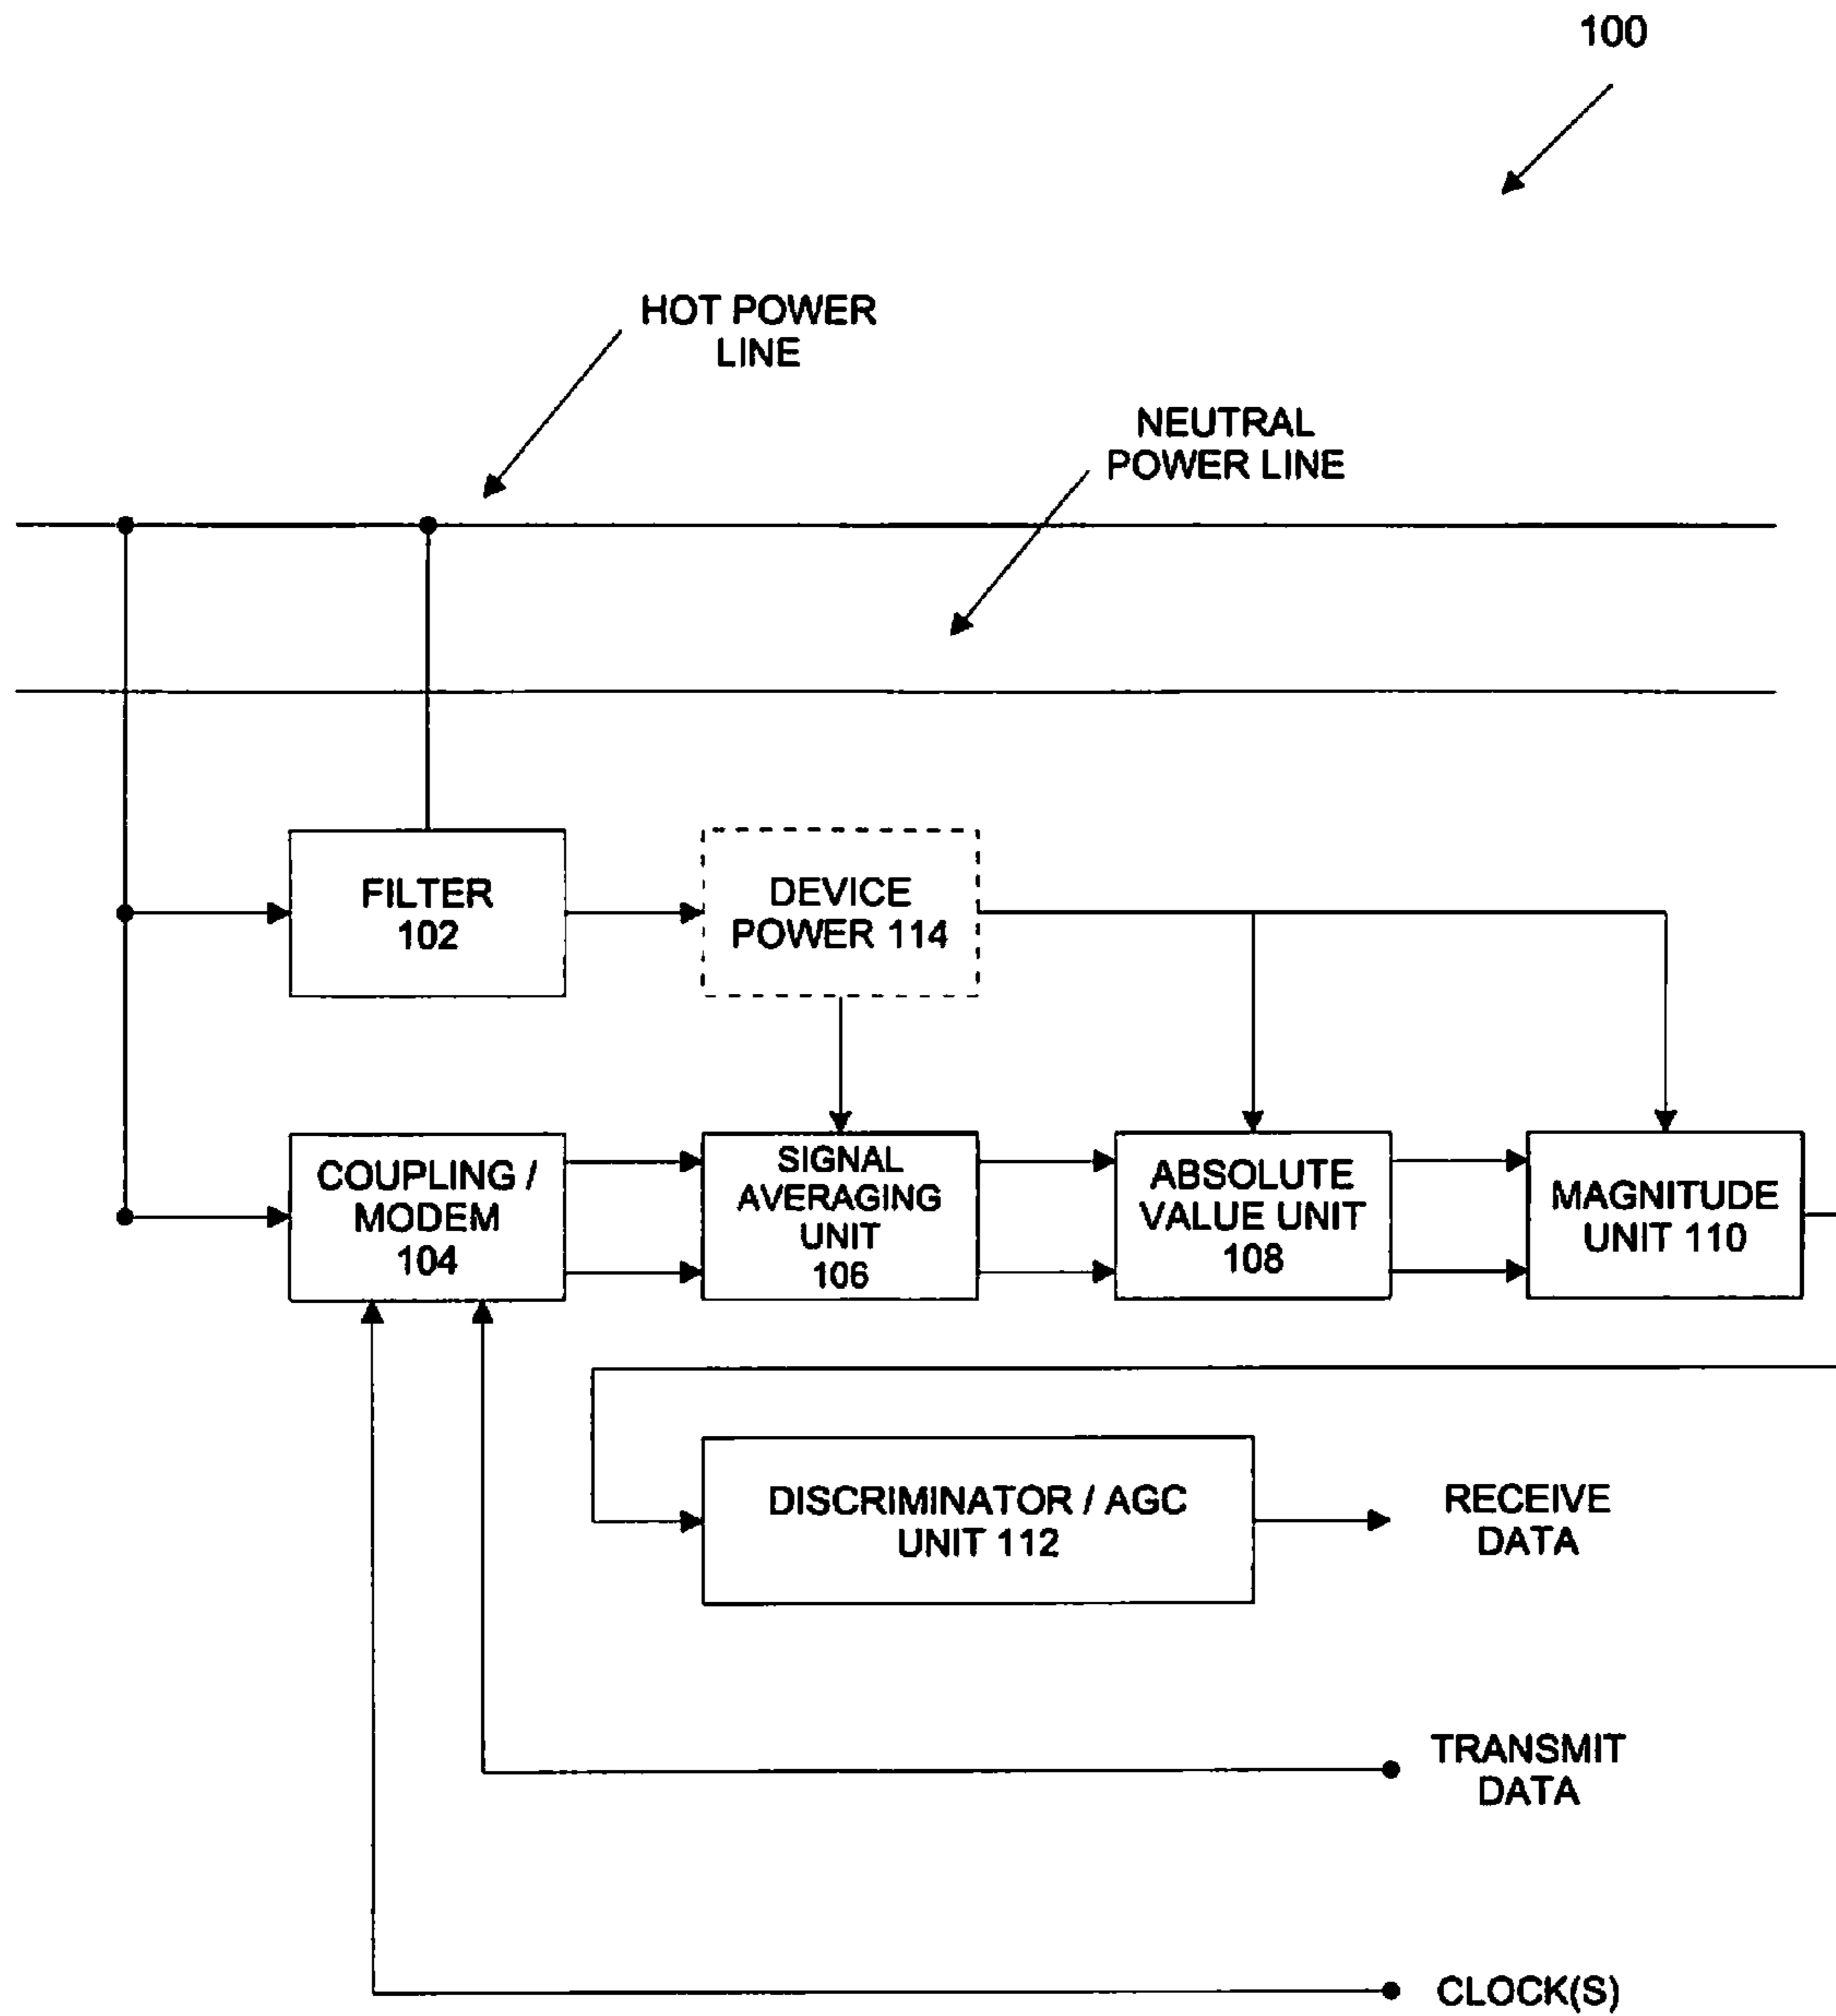 100
HOT POWER
LINE
NEUTRAL
POWER LINE
FILTER
102
DEVICE
POWER 114
COUPLING /
MODEM
104
SIGNAL
AVERAGING
UNIT
106
ABSOLUTE
VALUE UNIT
108
MAGNITUDE
UNIT 110
DISCRIMINATOR / AGC
UNIT 112
RECEIVE
DATA
TRANSMIT
DATA
CLOCK(S)